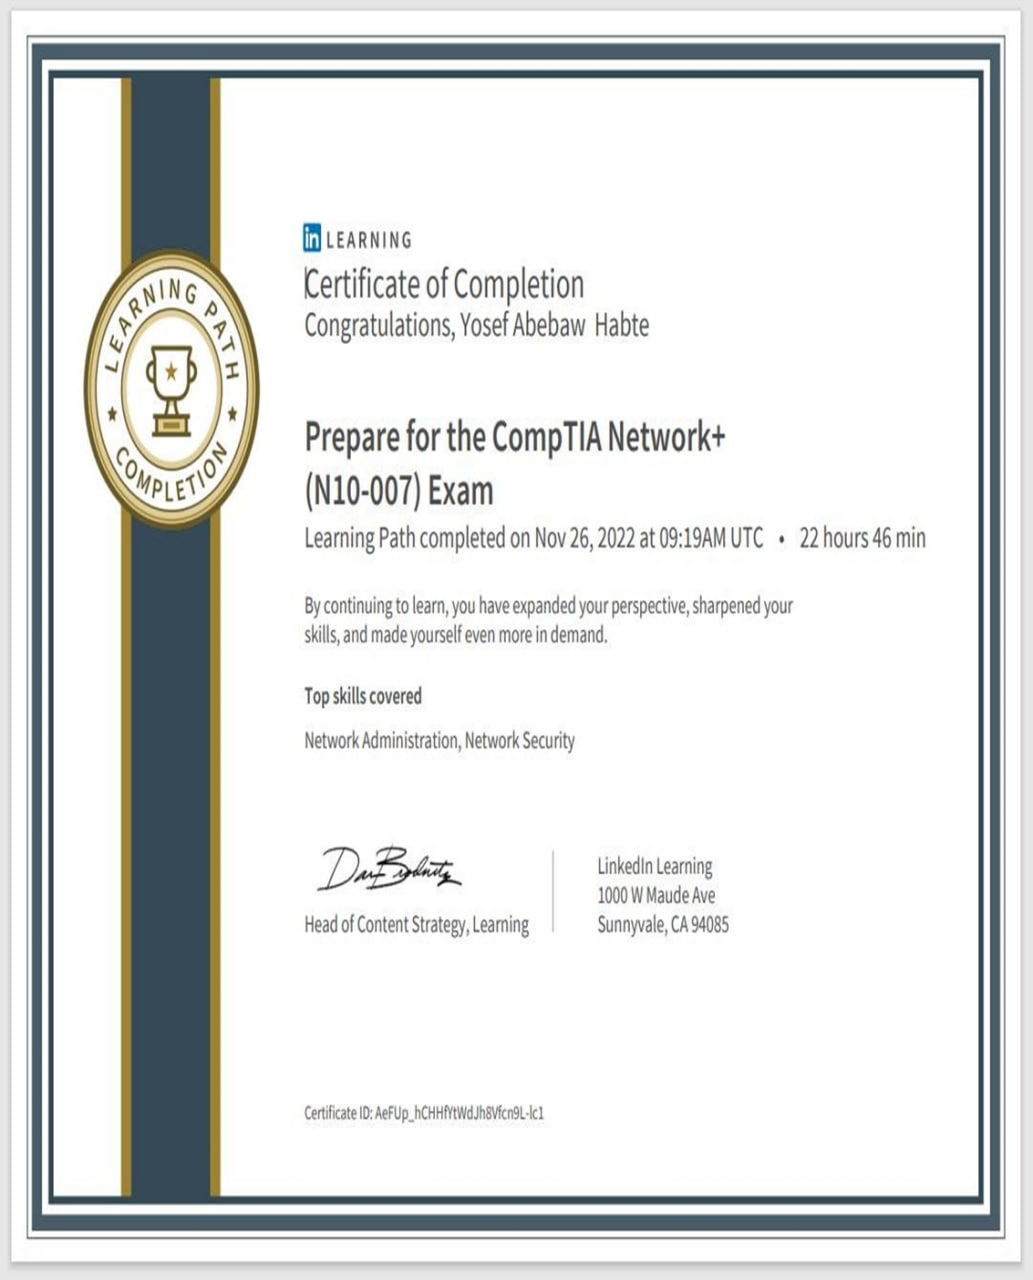 LEARNING PATH
COMPLETION
in LEARNING
Certificate of Completion
Congratulations, Yosef Abebaw Habte
Prepare for the CompTIA Network+
(N10-007) Exam
Learning Path completed on Nov 26, 2022 at 09:19AM UTC • 22 hours 46 min
By continuing to learn, you have expanded your perspective, sharpened your
skills, and made yourself even more in demand.
Top skills covered
Network Administration, Network Security
Head of Content Strategy, Learning
LinkedIn Learning
1000 W Maude Ave
Sunnyvale, CA 94085
Certificate ID: AeFUp_hCHHfYtWdJh8Vfcn9L-lc1